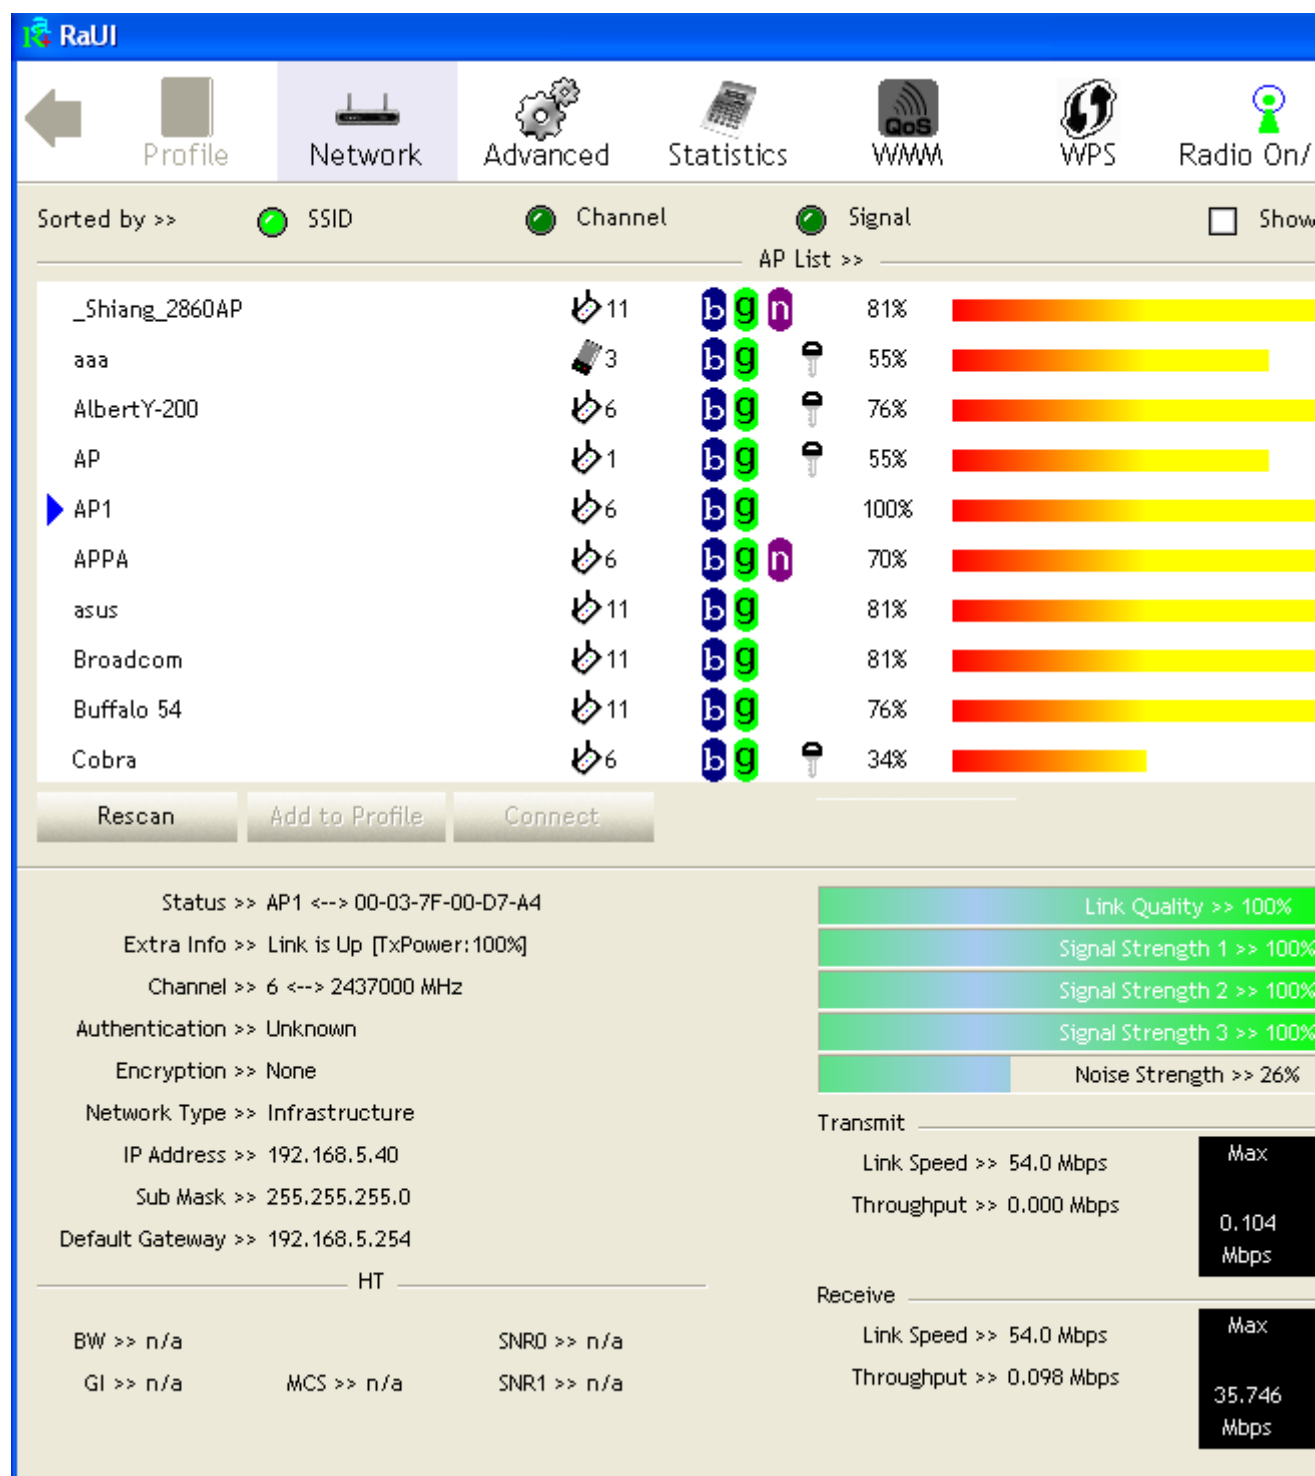 RaUI
Profile Network Advanced Statistics QoS WMM WPS Radio On/
Sorted by >> SSID Channel Signal Show
AP List >>
_Shiang_2860AP 11 b g n 81%
aaa 3 b g 55%
AlbertY-200 6 b g 76%
AP 1 b g 55%
AP1 6 b g 100%
APPA 6 b g n 70%
asus 11 b g 81%
Broadcom 11 b g 81%
Buffalo 54 11 b g 76%
Cobra 6 b g 34%
Rescan Add to Profile Connect
Status >> AP1 <--> 00-03-7F-00-D7-A4
Extra Info >> Link is Up [TxPower:100%]
Channel >> 6 <--> 2437000 MHz
Authentication >> Unknown
Encryption >> None
Network Type >> Infrastructure
IP Address >> 192.168.5.40
Sub Mask >> 255.255.255.0
Default Gateway >> 192.168.5.254
HT
BW >> n/a SNR0 >> n/a
GI >> n/a MCS >> n/a SNR1 >> n/a
Link Quality >> 100%
Signal Strength 1 >> 100%
Signal Strength 2 >> 100%
Signal Strength 3 >> 100%
Noise Strength >> 26%
Transmit
Link Speed >> 54.0 Mbps
Throughput >> 0.000 Mbps
Max
0.104
Mbps
Receive
Link Speed >> 54.0 Mbps
Throughput >> 0.098 Mbps
Max
35.746
Mbps